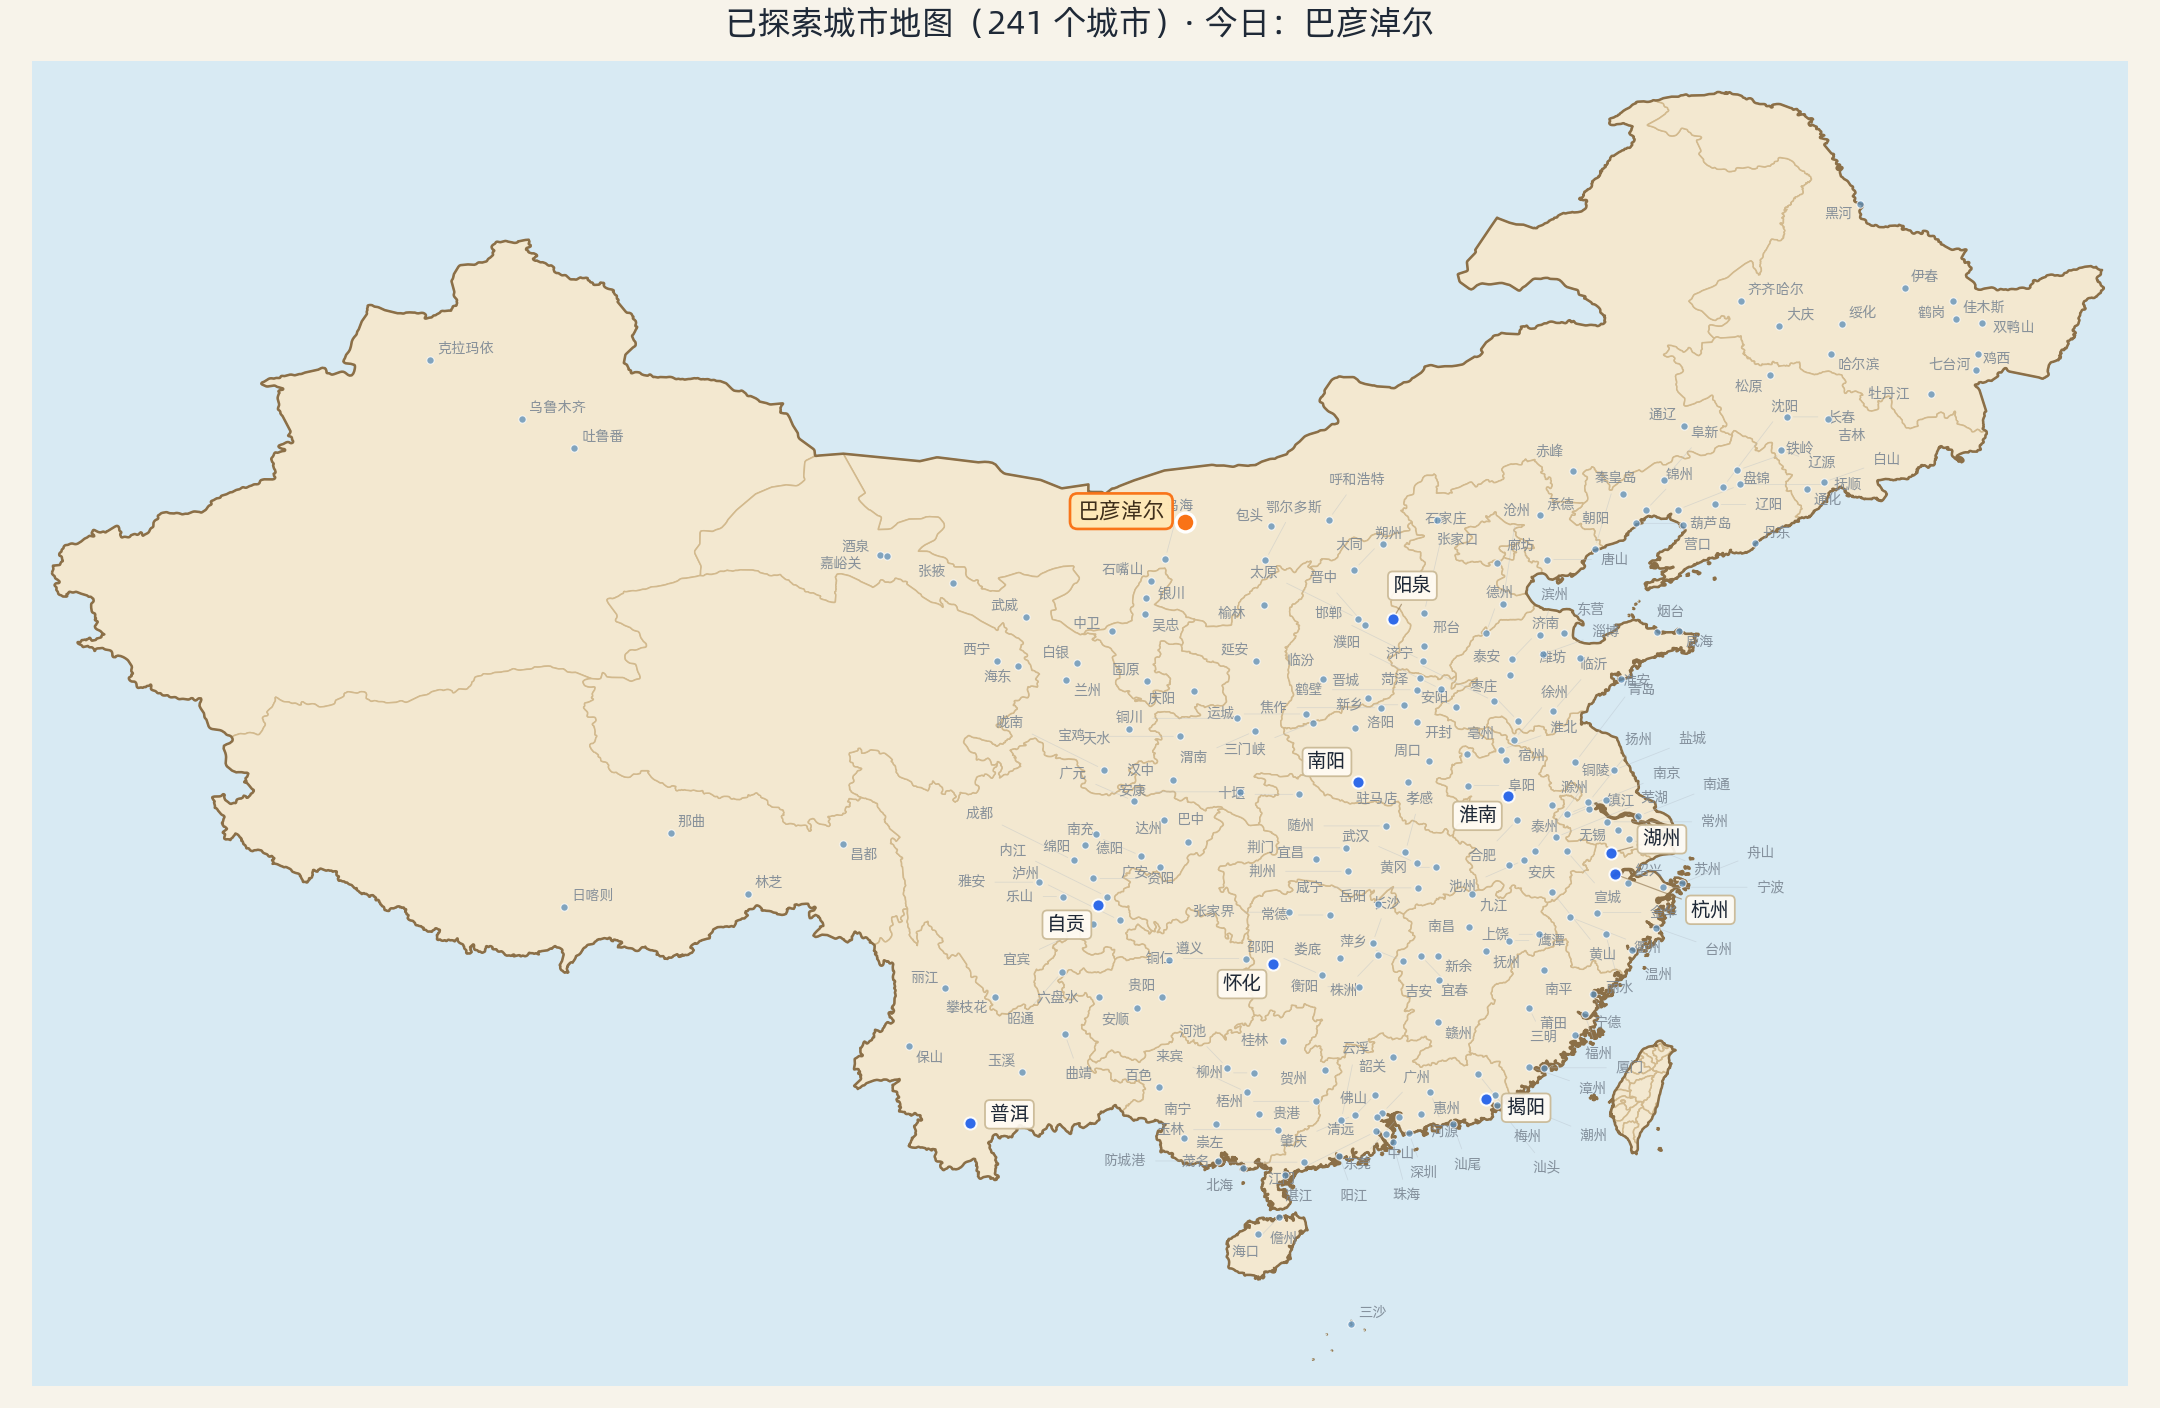 已探索城市地图（241 个城市）· 今日：巴彦淖尔
黑河
伊春
齐齐哈尔
大庆
绥化
鹤岗
佳木斯
双鸭山
克拉玛依
哈尔滨
七台河
鸡西
松原
牡丹江
乌鲁木齐
沈阳
通辽
长春
吐鲁番
阜新
吉林
赤峰
铁岭
辽源
白山
呼和浩特
秦皇岛
锦州
盘锦
抚顺
通化
巴彦淖尔
乌海
包头
鄂尔多斯
沧州
承德
辽阳
石家庄
朝阳
葫芦岛
丹东
朔州
张家口
大同
廊坊
营口
酒泉
嘉峪关
唐山
张掖
石嘴山
太原
晋中
阳泉
银川
德州
滨州
武威
榆林
邯郸
东营
烟台
中卫
吴忠
邢台
济南
淄博
威海
濮阳
西宁
白银
延安
临汾
济宁
泰安
潍坊
临沂
海东
固原
兰州
庆阳
鹤壁
晋城
菏泽
枣庄
淮安
青岛
安阳
徐州
新乡
焦作
运城
铜川
陇南
洛阳
开封
亳州
淮北
宝鸡
天水
三门峡
周口
宿州
扬州
盐城
渭南
南阳
广元
汉中
铜陵
南京
安康
十堰
驻马店
孝感
阜阳
滁州
南通
镇江
芜湖
淮南
成都
随州
武汉
泰州
常州
那曲
南充
达州
巴中
无锡
湖州
绵阳
德阳
荆门
宜昌
昌都
内江
合肥
舟山
黄冈
泸州
广安
资阳
荆州
安庆
绍兴
苏州
雅安
林芝
咸宁
池州
宁波
日喀则
乐山
岳阳
长沙
宣城
九江
张家界
常德
金华
杭州
自贡
南昌
上饶
鹰潭
台州
遵义
邵阳
娄底
萍乡
衢州
宜宾
铜仁
黄山
抚州
新余
温州
丽江
怀化
贵阳
衡阳
株洲
吉安
宜春
南平
丽水
攀枝花
六盘水
昭通
安顺
莆田
宁德
河池
桂林
赣州
三明
云浮
福州
保山
玉溪
来宾
韶关
厦门
曲靖
百色
柳州
贺州
广州
漳州
佛山
梧州
惠州
揭阳
普洱
南宁
贵港
玉林
崇左
肇庆
清远
河源
梅州
潮州
防城港
茂名
中山
东莞
深圳
汕尾
汕头
北海
江门
湛江
阳江
珠海
海口
儋州
三沙